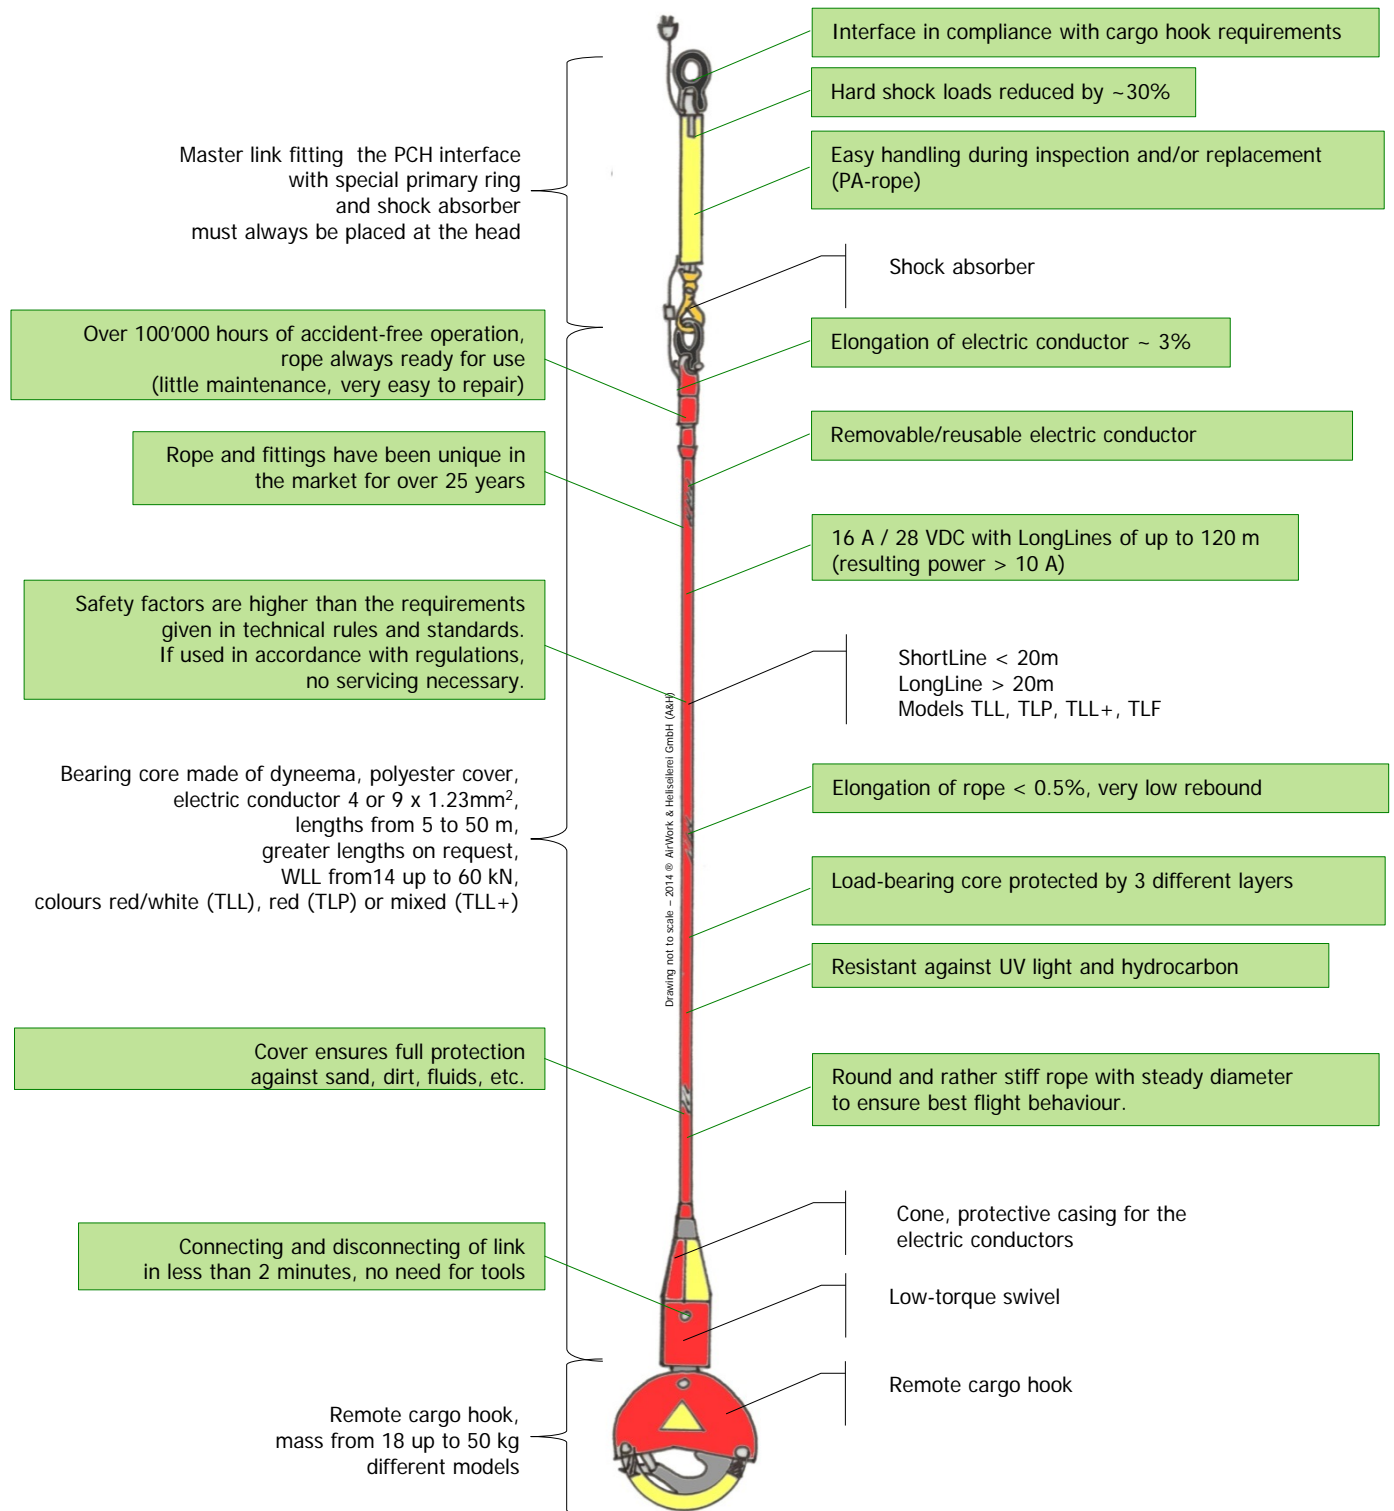 Interface in compliance with cargo hook requirements
Hard shock loads reduced by ~30%
Easy handling during inspection and/or replacement
(PA-rope)
Master link fitting  the PCH interface
with special primary ring
and shock absorber
must always be placed at the head
Shock absorber
Over 100'000 hours of accident-free operation,
rope always ready for use
(little maintenance, very easy to repair)
Elongation of electric conductor ~ 3%
Removable/reusable electric conductor
Rope and fittings have been unique in
the market for over 25 years
16 A / 28 VDC with LongLines of up to 120 m
(resulting power > 10 A)
Safety factors are higher than the requirements
given in technical rules and standards.
If used in accordance with regulations,
no servicing necessary.
ShortLine < 20m
LongLine > 20m
Models TLL, TLP, TLL+, TLF
Drawing not to scale – 2014 ® AirWork & Heliseilerei GmbH (A&H)
Bearing core made of dyneema, polyester cover,
electric conductor 4 or 9 x 1.23mm²,
lengths from 5 to 50 m,
greater lengths on request,
WLL from14 up to 60 kN,
colours red/white (TLL), red (TLP) or mixed (TLL+)
Elongation of rope < 0.5%, very low rebound
Load-bearing core protected by 3 different layers
Resistant against UV light and hydrocarbon
Cover ensures full protection
against sand, dirt, fluids, etc.
Round and rather stiff rope with steady diameter
to ensure best flight behaviour.
Cone, protective casing for the
electric conductors
Connecting and disconnecting of link
in less than 2 minutes, no need for tools
Low-torque swivel
Remote cargo hook
Remote cargo hook,
mass from 18 up to 50 kg
different models